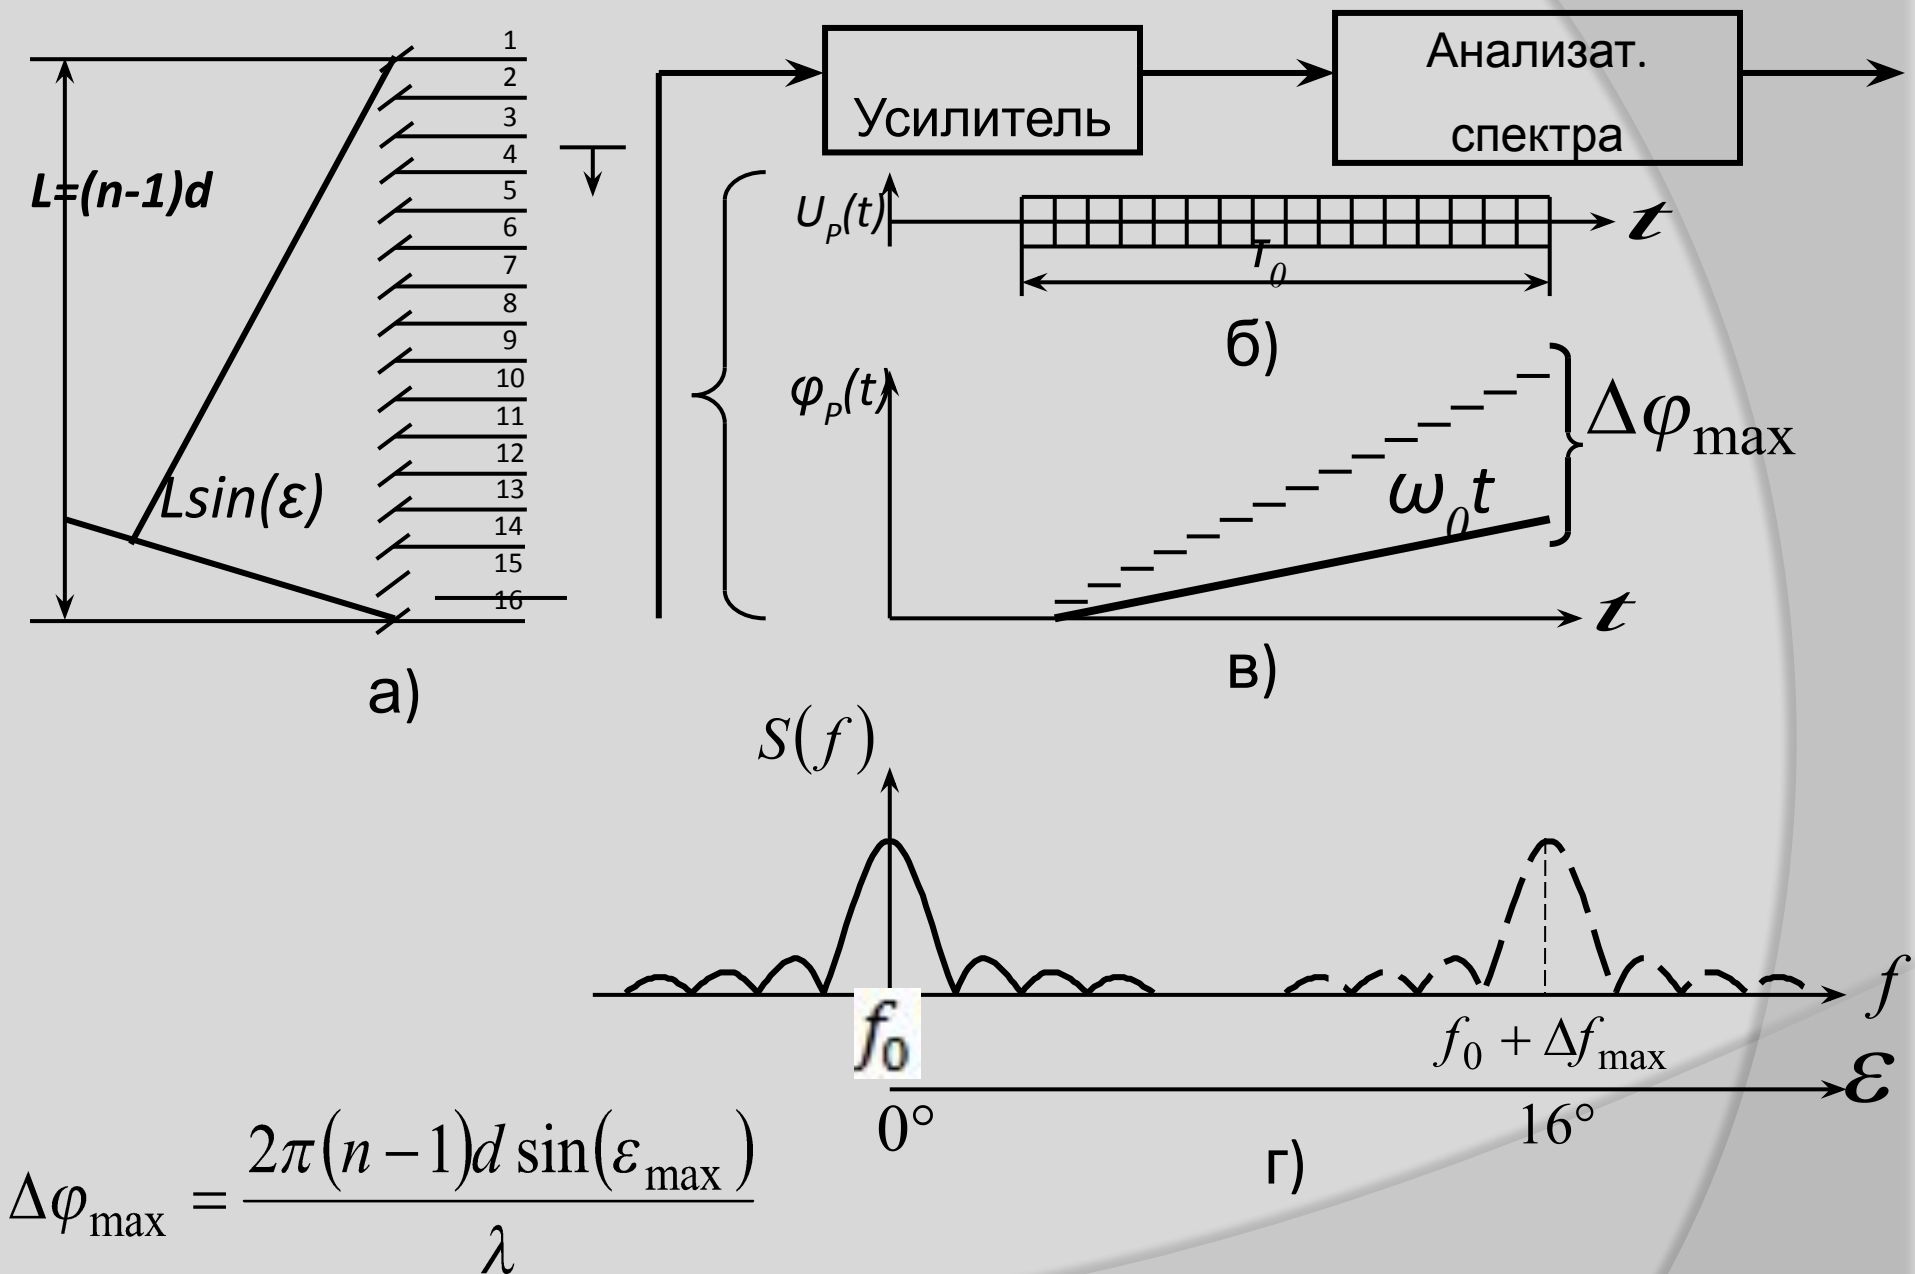 1
2
3
4
5
6
7
8
9
10
11
12
13
14
15
16
L=(n-1)d
Lsin(ε)
а)
Усилитель
Анализат.
спектра
U_P(t)
t
τ_0
б)
φ_P(t)
Δφ_max
ω_0t
t
в)
S(f)
f
f_0
f_0 + Δf_max
ε
0°
16°
г)
Δφ_max = 2π(n − 1)d sin(ε_max) / λ